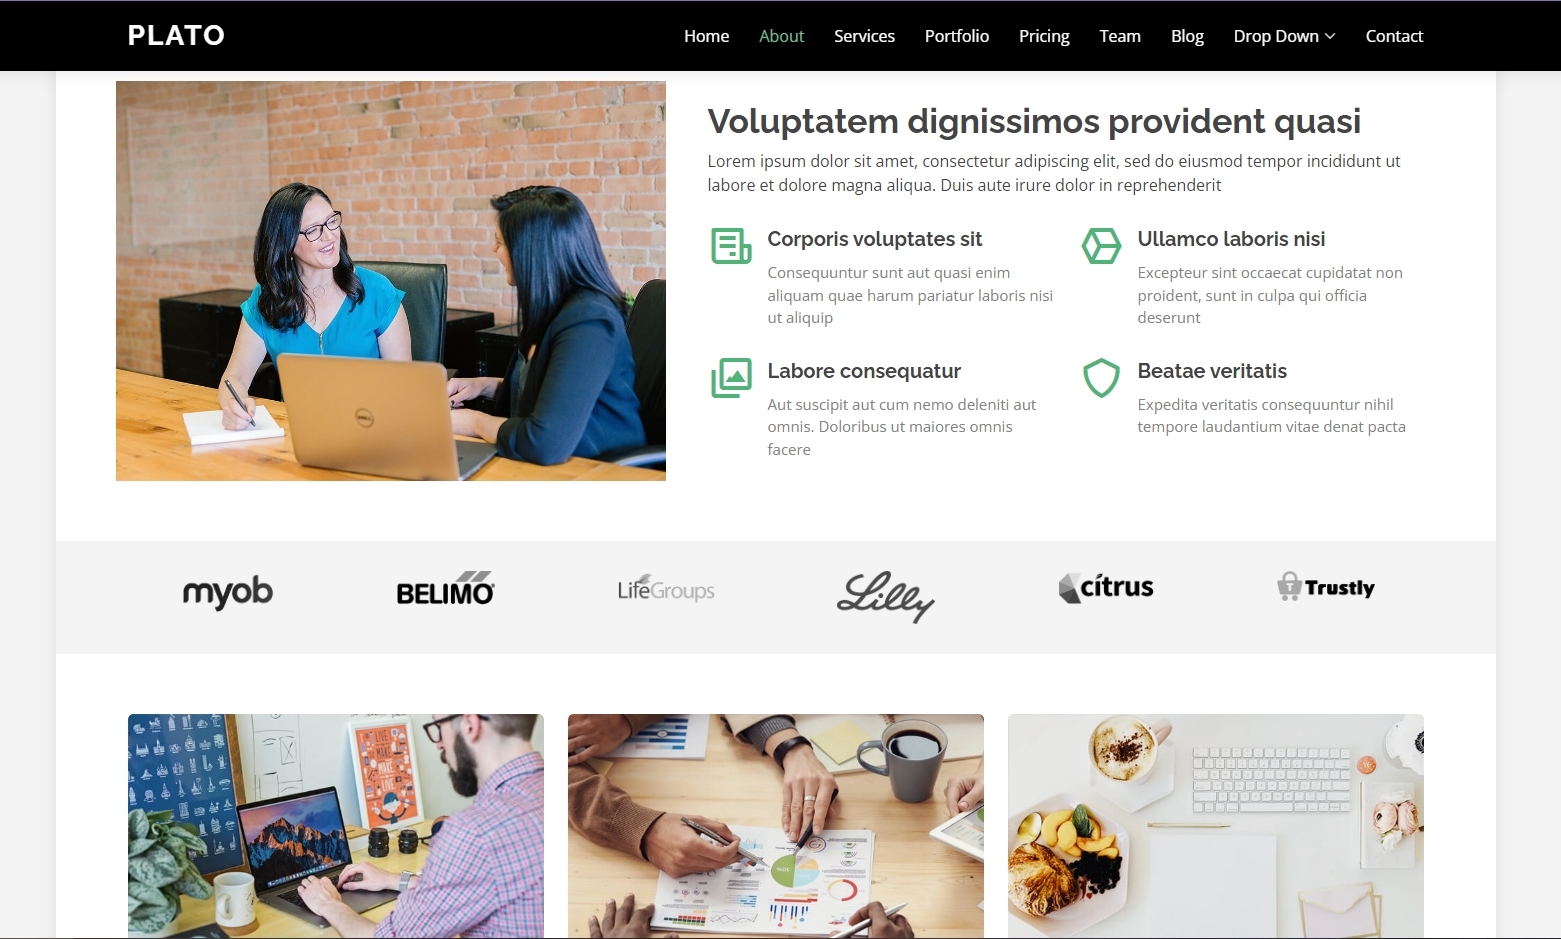 PLATO
Home About Services Portfolio Pricing Team Blog Drop Down Contact
Voluptatem dignissimos provident quasi
Lorem ipsum dolor sit amet, consectetur adipiscing elit, sed do eiusmod tempor incididunt ut
labore et dolore magna aliqua. Duis aute irure dolor in reprehenderit
Corporis voluptates sit
Consequuntur sunt aut quasi enim
aliquam quae harum pariatur laboris nisi
ut aliquip
Ullamco laboris nisi
Excepteur sint occaecat cupidatat non
proident, sunt in culpa qui officia
deserunt
Labore consequatur
Aut suscipit aut cum nemo deleniti aut
omnis. Doloribus ut maiores omnis
facere
Beatae veritatis
Expedita veritatis consequuntur nihil
tempore laudantium vitae denat pacta
DELL
myob
BELIMO
LifeGroups
Lilly
cítrus
T Trustly
LIVE
MAKE
LIVE